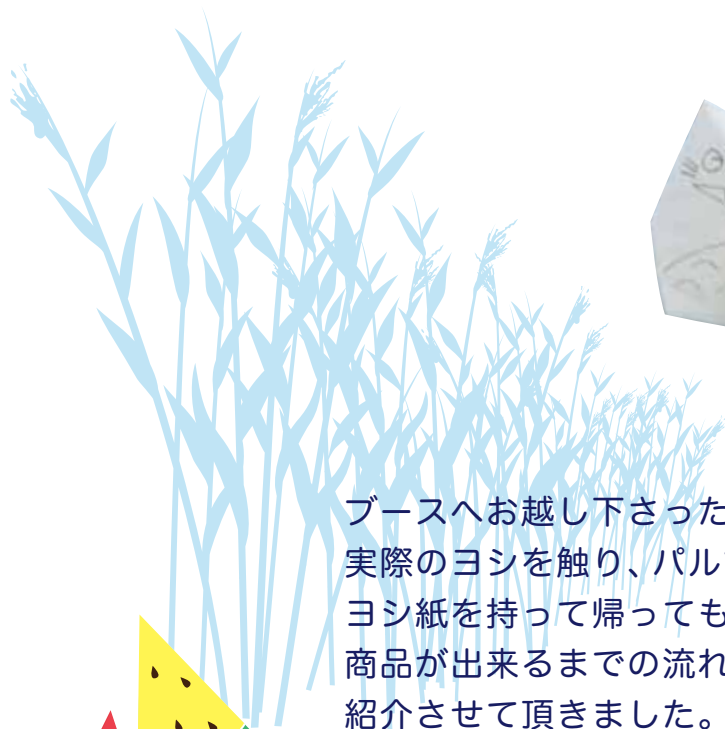 ブースへお越し下さった
実際のヨシを触り、パル
ヨシ紙を持って帰っても
商品が出来るまでの流れ
紹介させて頂きました。